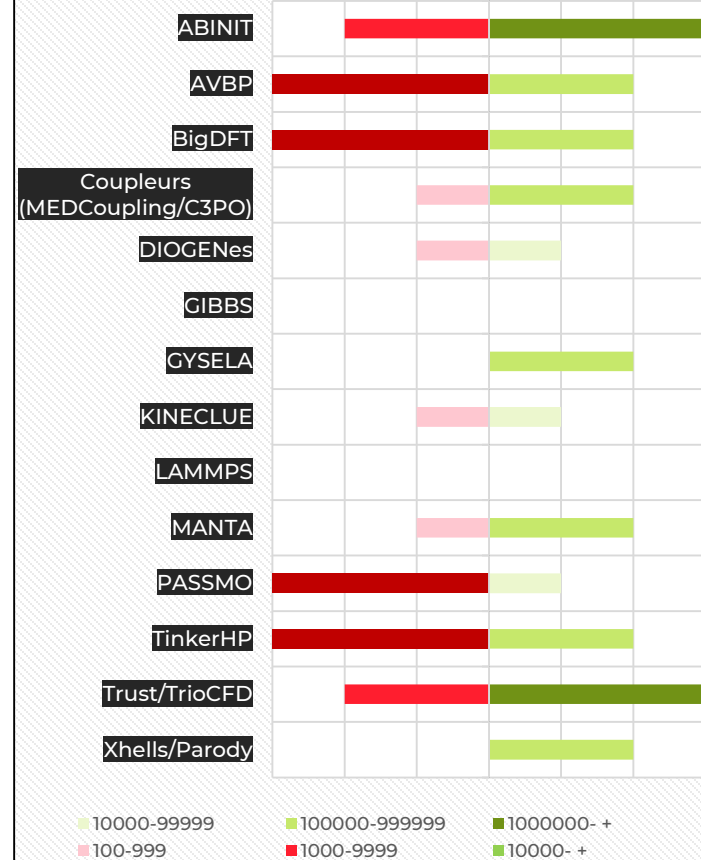 ABINIT
AVBP
BigDFT
Coupleurs
(MEDCoupling/C3PO)
DIOGENes
GIBBS
GYSELA
KINECLUE
LAMMPS
MANTA
PASSMO
TinkerHP
Trust/TrioCFD
Xhells/Parody
10000-99999 100000-999999 1000000- +
100-999 1000-9999 10000- +